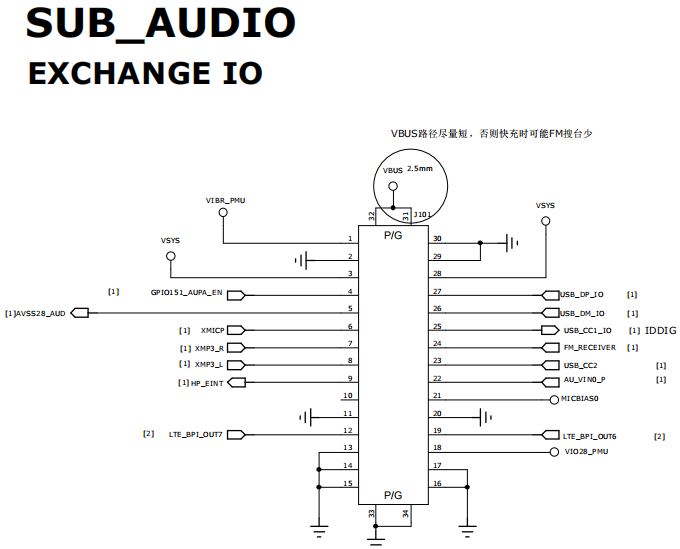 SUB_AUDIO
EXCHANGE IO
VBUS路径尽量短，否则快充时可能FM搜台少
VBUS 2.5mm
VIBR_PMU
VSYS
32 31 J101
P/G
1 30
VSYS
2 29
3 28
[1] GPIO151_AUPA_EN 4 27 USB_DP_IO [1]
[1]AVSS28_AUD 5 26 USB_DM_IO [1]
[1] XMICP 6 25 USB_CC1_IO [1] IDDIG
[1] XMP3_R 7 24 FM_RECEIVER [1]
[1] XMP3_L 8 23 USB_CC2 [1]
[1]HP_EINT 9 22 AU_VIN0_P [1]
10 21 MICBIAS0
11 20
[2] LTE_BPI_OUT7 12 19 LTE_BPI_OUT6 [2]
13 18 VIO28_PMU
14 17
15 16
P/G
33 34